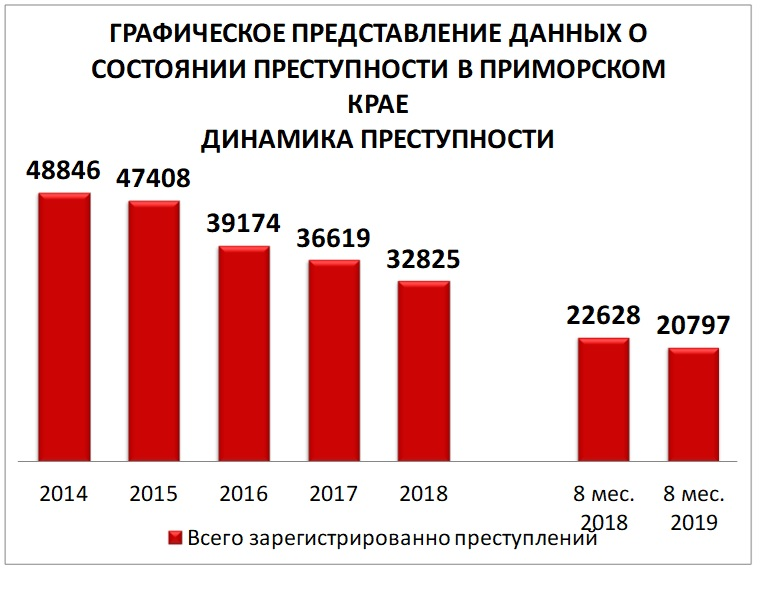 ГРАФИЧЕСКОЕ ПРЕДСТАВЛЕНИЕ ДАННЫХ О
СОСТОЯНИИ ПРЕСТУПНОСТИ В ПРИМОРСКОМ
КРАЕ
ДИНАМИКА ПРЕСТУПНОСТИ
48846
47408
39174
36619
32825
22628
20797
2014
2015
2016
2017
2018
8 мес.
2018
8 мес.
2019
Всего зарегистрированно преступлений